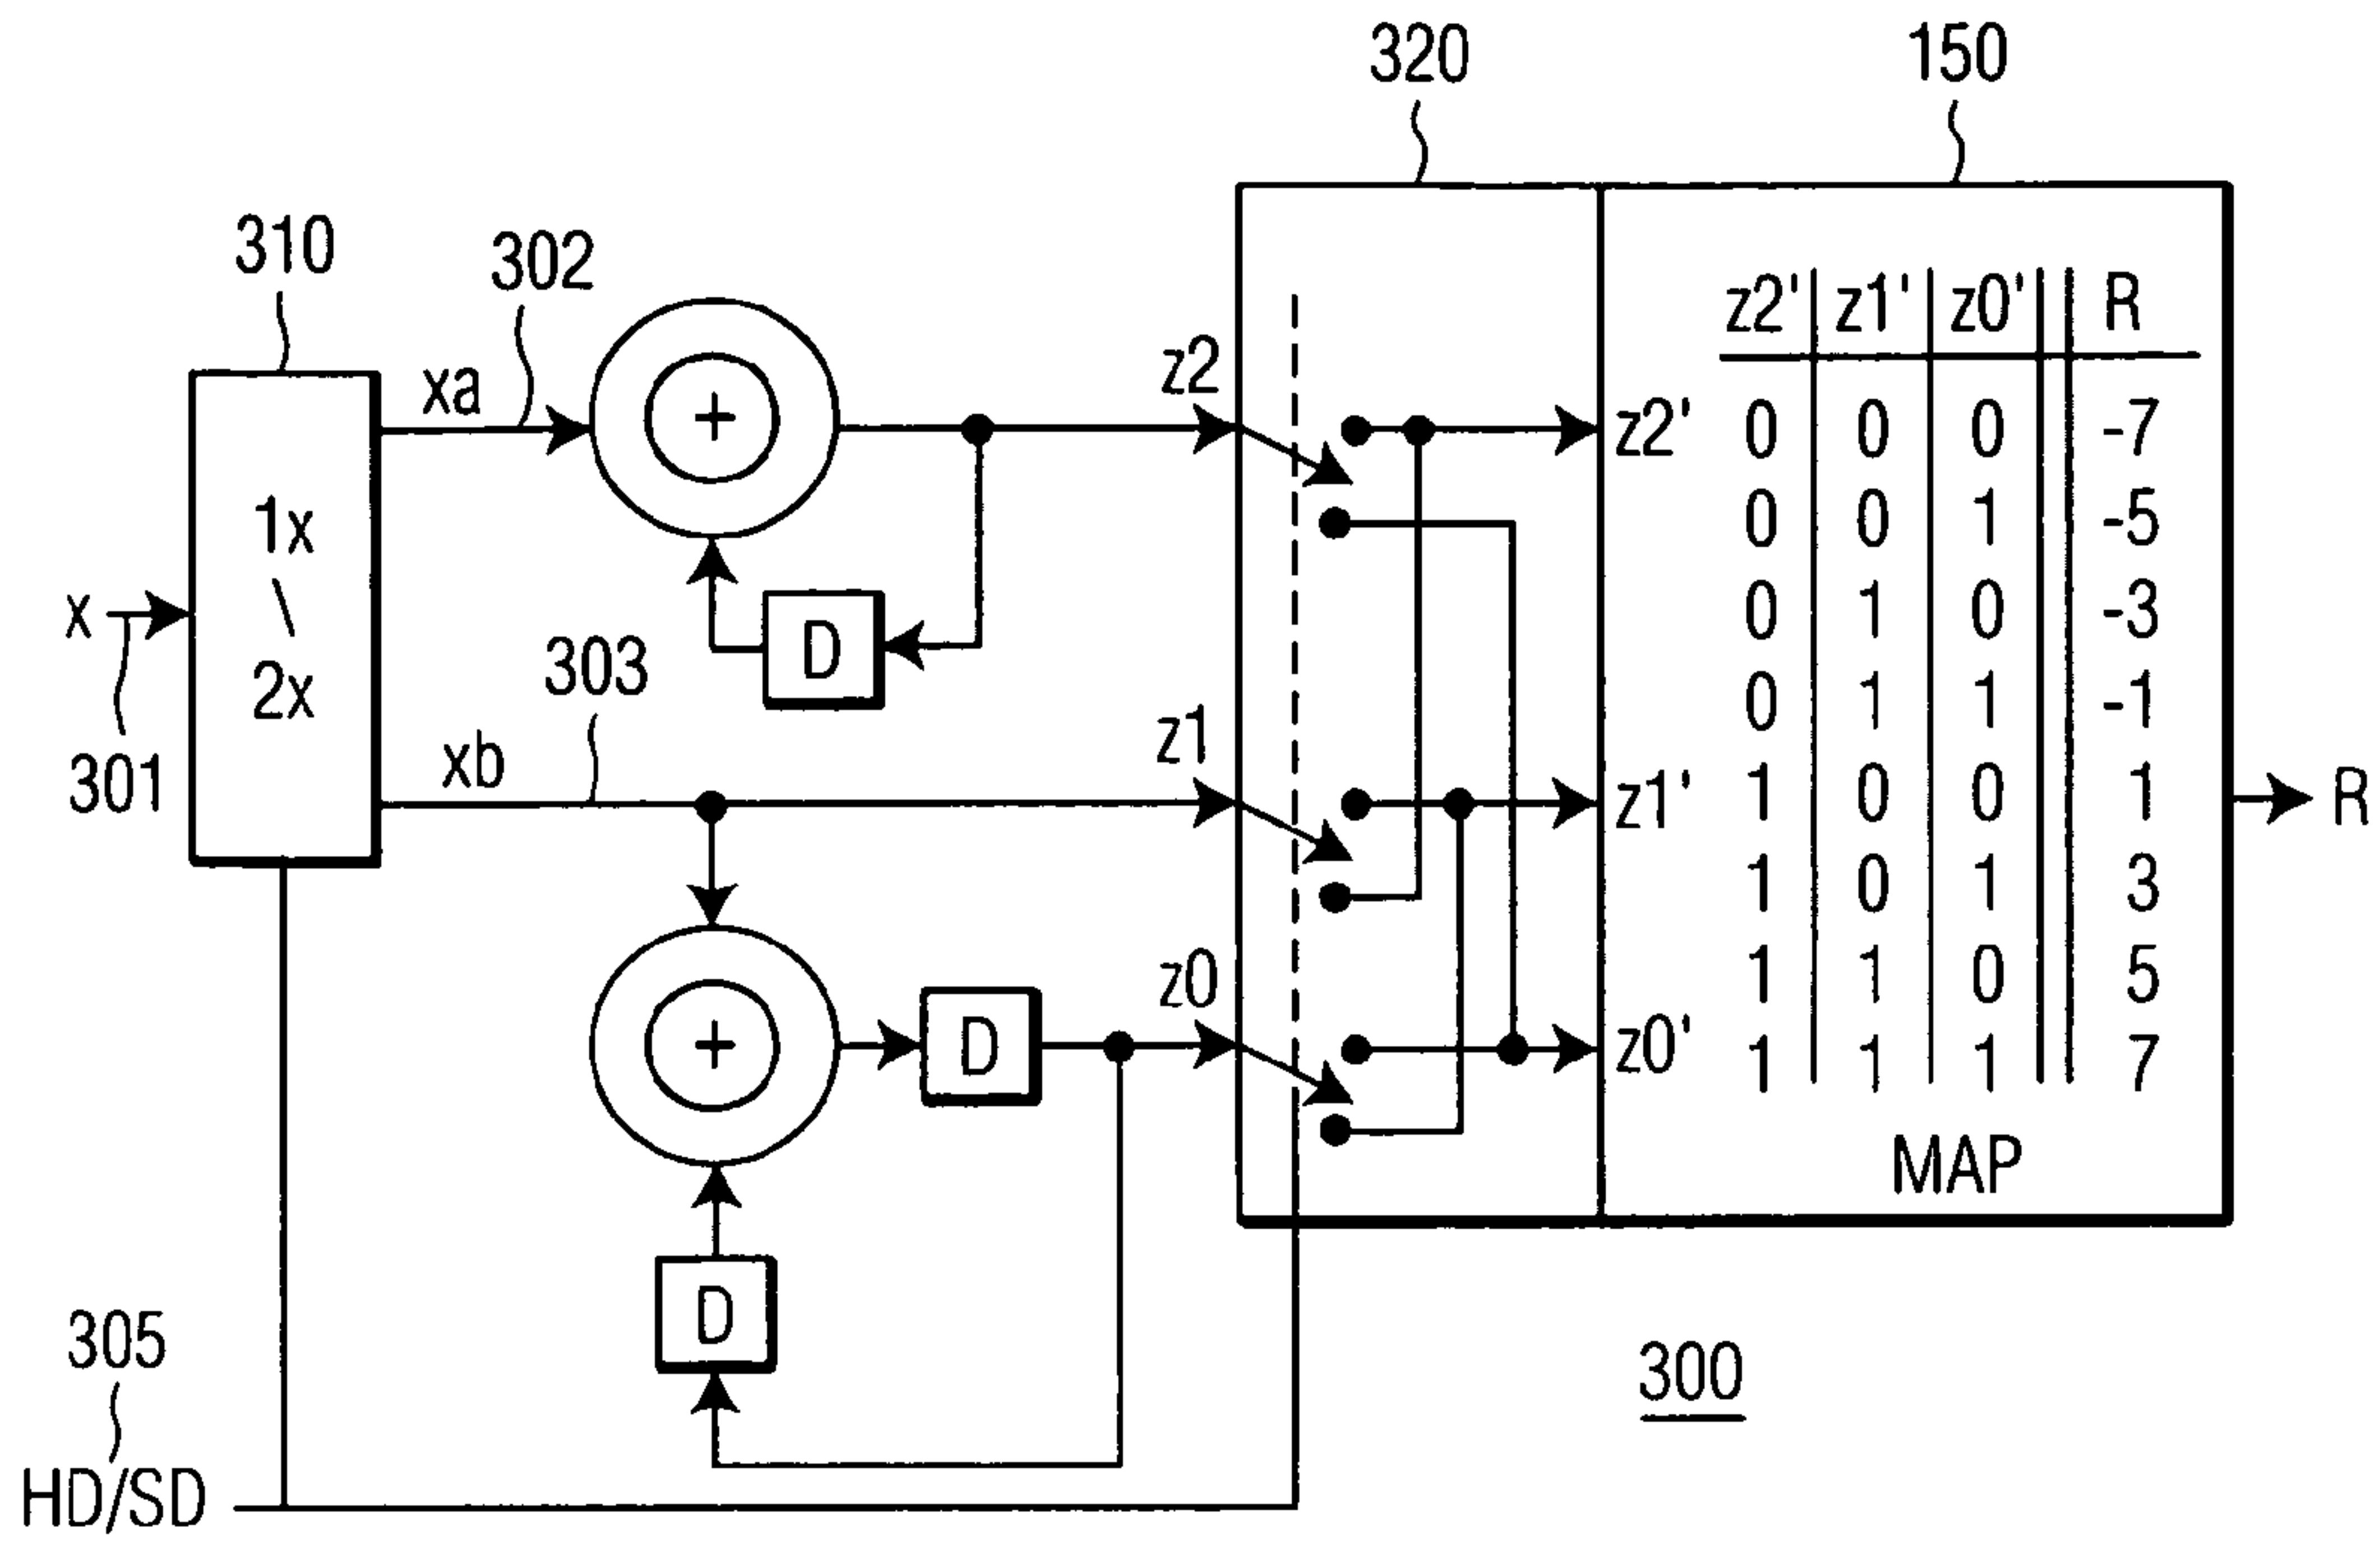 320
150
310
302
xa
z2
z2' z1' z0' R
0 0 0 -7
0 0 1 -5
0 1 0 -3
0 1 1 -1
1 0 0 1
1 0 1 3
1 1 0 5
1 1 1 7
MAP
z2'
1x
\
2x
x
301
D
303
xb
z1
z1'
R
+
+
z0
D
z0'
D
305
HD/SD
300